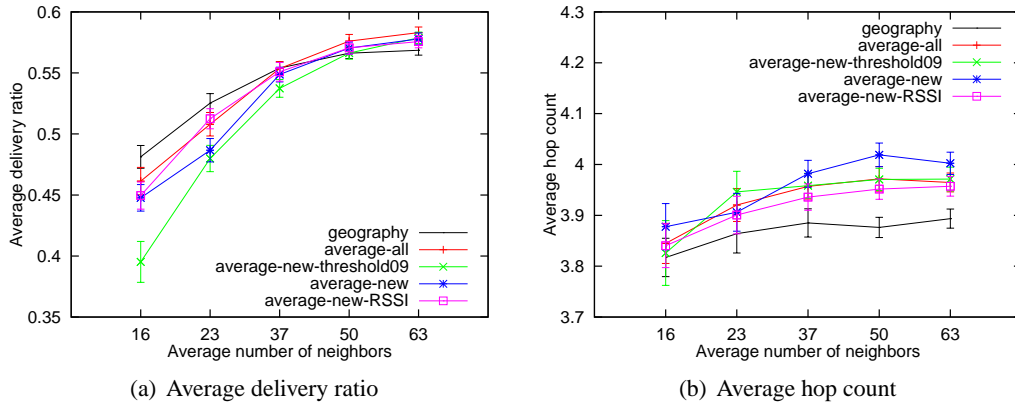 0.6
0.55
0.5
0.45
0.4
0.35
Average delivery ratio
geography
average-all
average-new-threshold09
average-new
average-new-RSSI
16 23 37 50 63
Average number of neighbors
(a) Average delivery ratio
4.3
4.2
4.1
4
3.9
3.8
3.7
Average hop count
geography
average-all
average-new-threshold09
average-new
average-new-RSSI
16 23 37 50 63
Average number of neighbors
(b) Average hop count